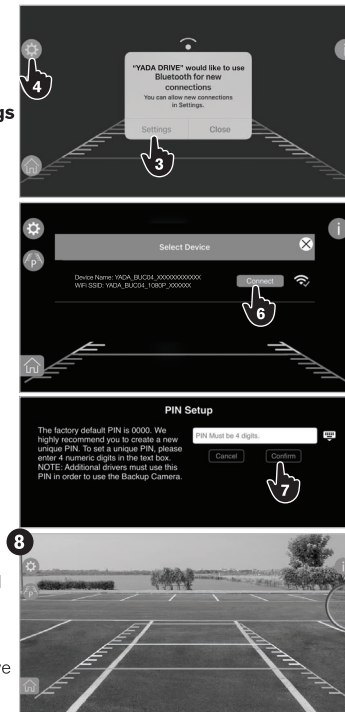 "YADA DRIVE" would like to use
Bluetooth for new
connections
You can allow new connections
in Settings.
Settings
Close
4
3
gs
i
Select Device
P
Device Name: YADA_BUC04_XXXXXXXXXXXX
WIFI SSID: YADA_BUC04_1080P_XXXXXX
Connect
i
6
PIN Setup
The factory default PIN is 0000. We
highly recommend you to create a new
unique PIN. To set a unique PIN, please
enter 4 numeric digits in the text box.
NOTE: Additional drivers must use this
PIN in order to use the Backup Camera.
PIN Must be 4 digits.
Cancel
Confirm
7
8
P
ve